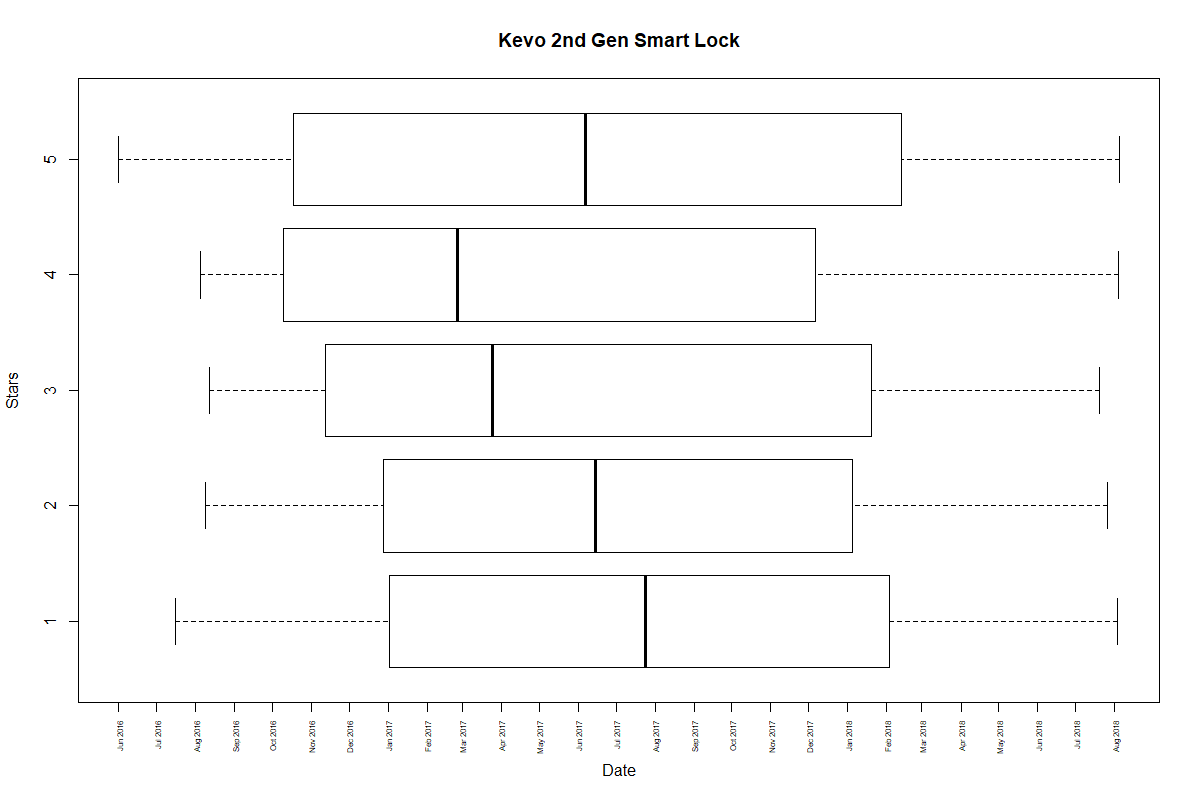 Kevo 2nd Gen Smart Lock
Stars
5
4
3
2
1
Jun 2016
Jul 2016
Aug 2016
Sep 2016
Oct 2016
Nov 2016
Dec 2016
Jan 2017
Feb 2017
Mar 2017
Apr 2017
May 2017
Jun 2017
Jul 2017
Aug 2017
Sep 2017
Oct 2017
Nov 2017
Dec 2017
Jan 2018
Feb 2018
Mar 2018
Apr 2018
May 2018
Jun 2018
Jul 2018
Aug 2018
Date